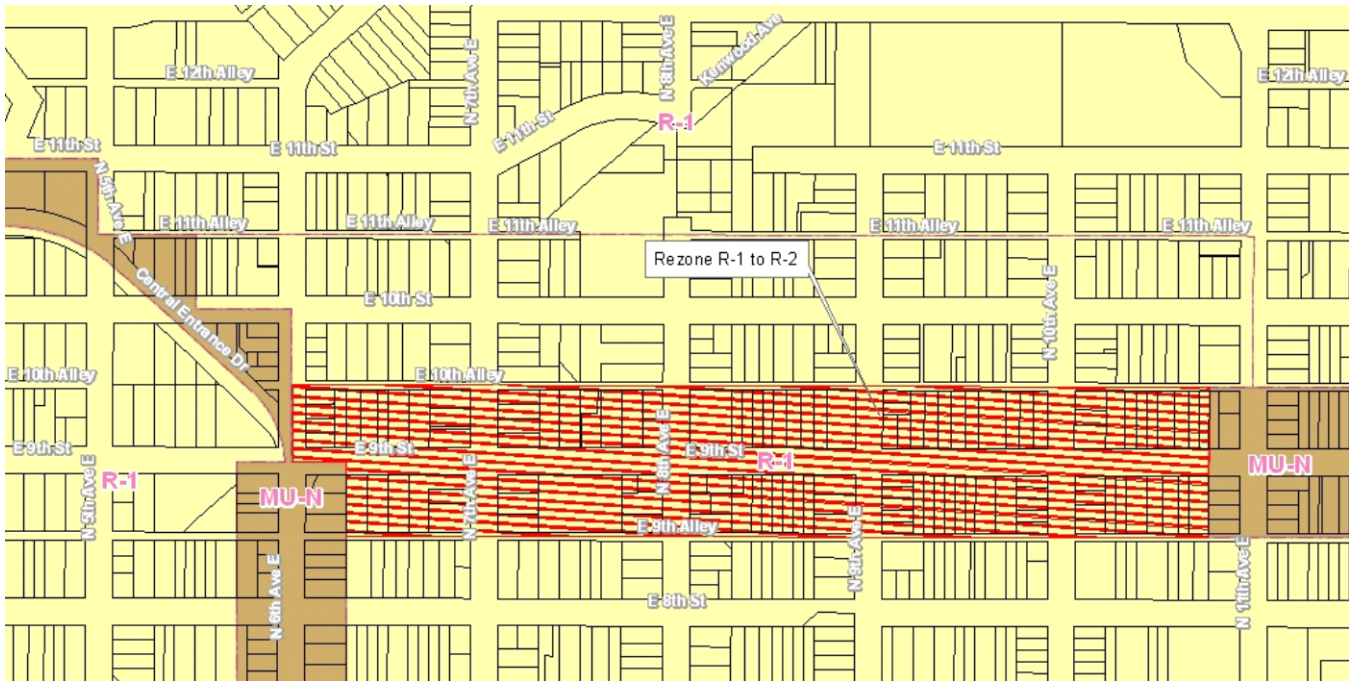 E 12th Alley
N 7th Ave E
N 8th Ave E
Kenwood Ave
E 12th Alley
E 11th St
E 11th St
E 11th St
R-1
E 11th St
N 5th Ave E
E 11th Alley
E 11th Alley
E 11th Alley
E 11th Alley
E 11th Alley
Rezone R-1 to R-2
Central Entrance Dr
E 10th St
N 10th Ave E
E 10th Alley
E 10th Alley
E 9th St
E 9th St
N 8th Ave E
E 9th St
R-1
MU-N
R-1
N 5th Ave E
MU-N
N 7th Ave E
E 9th Alley
N 9th Ave E
N 11th Ave E
N 6th Ave E
E 8th St